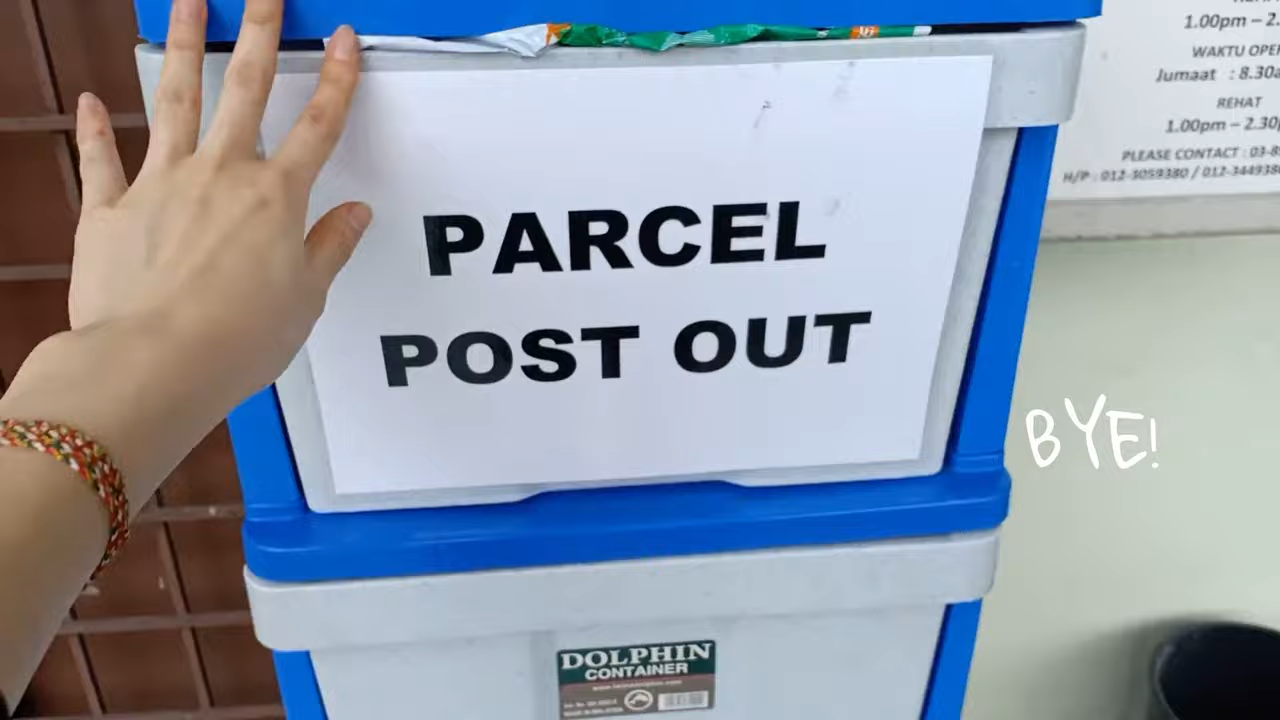 1.00pm – 2.
WAKTU OPE
Jumaat : 8.30a
REHAT
1.00pm – 2.30p
PLEASE CONTACT : 03-8
H/P : 012-3059380 / 012-344938
PARCEL
POST OUT
BYE!
DOLPHIN
CONTAINER